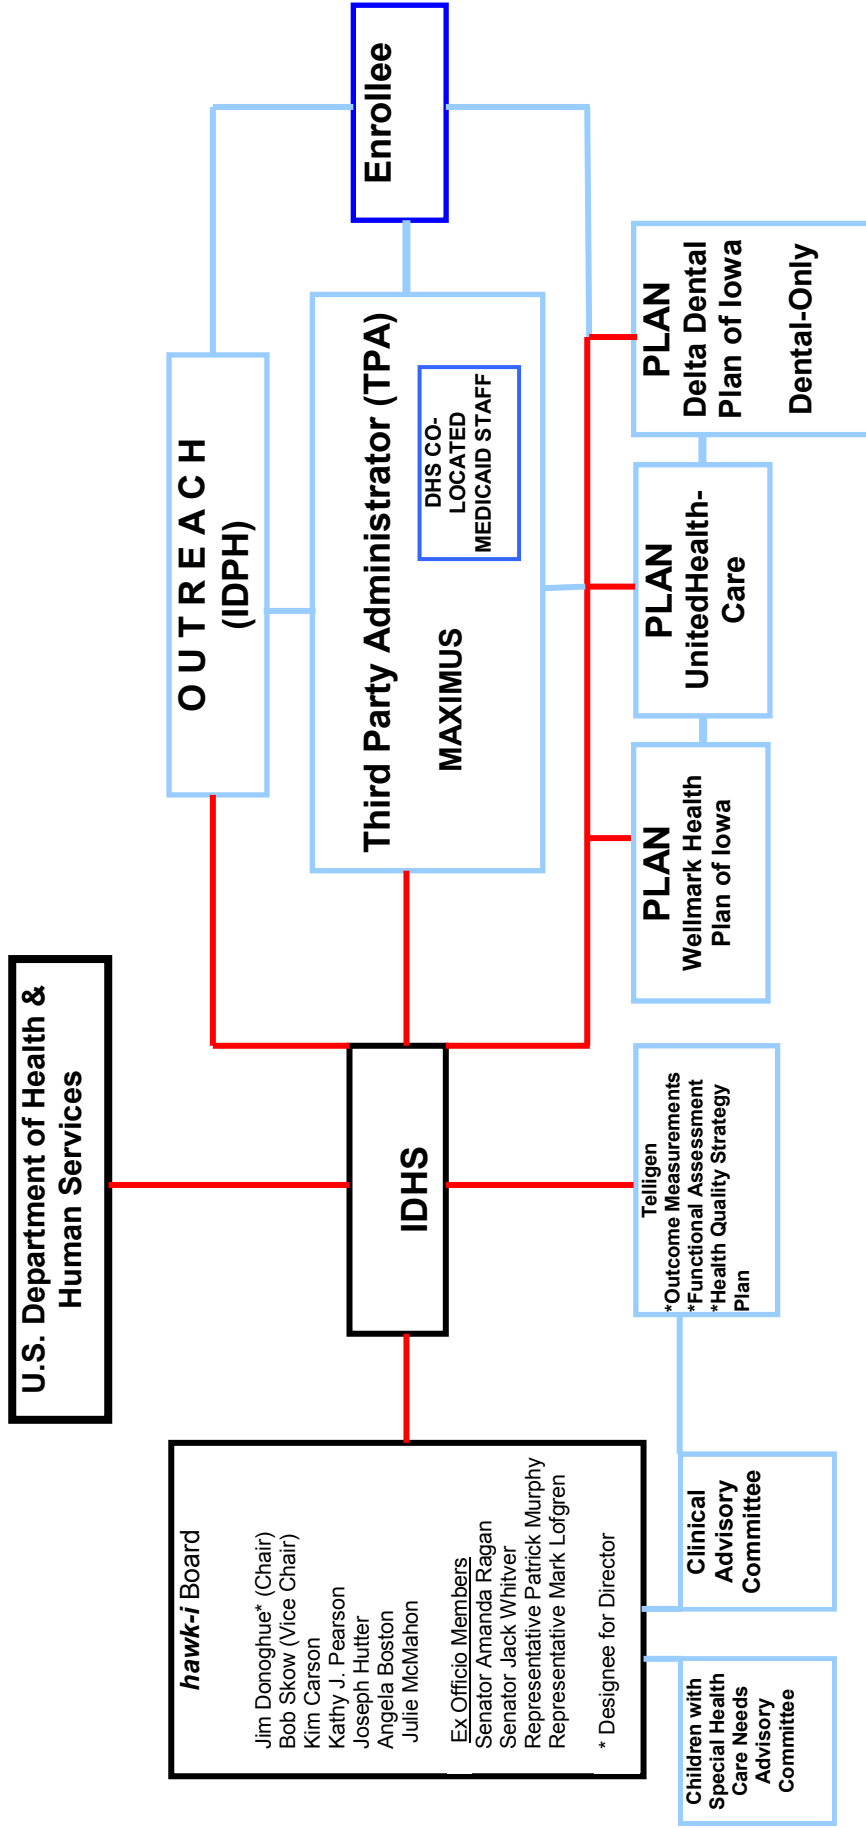 U.S. Department of Health &
Human Services
hawk-i Board
Jim Donoghue* (Chair)
Bob Skow (Vice Chair)
Kim Carson
Kathy J. Pearson
Joseph Hutter
Angela Boston
Julie McMahon
Ex Officio Members
Senator Amanda Ragan
Senator Jack Whitver
Representative Patrick Murphy
Representative Mark Lofgren
* Designee for Director
IDHS
O U T R E A C H
(IDPH)
Third Party Administrator (TPA)
MAXIMUS
DHS CO-
LOCATED
MEDICAID STAFF
Enrollee
Children with
Special Health
Care Needs
Advisory
Committee
Clinical
Advisory
Committee
Telligen
*Outcome Measurements
*Functional Assessment
*Health Quality Strategy
Plan
PLAN
Wellmark Health
Plan of Iowa
PLAN
UnitedHealth-
Care
PLAN
Delta Dental
Plan of Iowa
Dental-Only